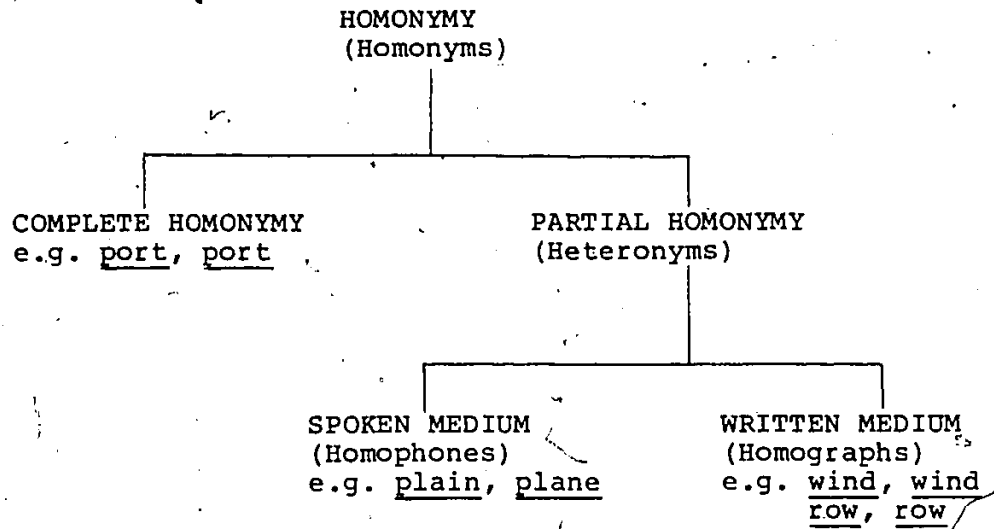 HOMONYMY
(Homonyms)
COMPLETE HOMONYMY
e.g. port, port
PARTIAL HOMONYMY
(Heteronyms)
SPOKEN MEDIUM
(Homophones)
e.g. plain, plane
WRITTEN MEDIUM
(Homographs)
e.g. wind, wind
row, row